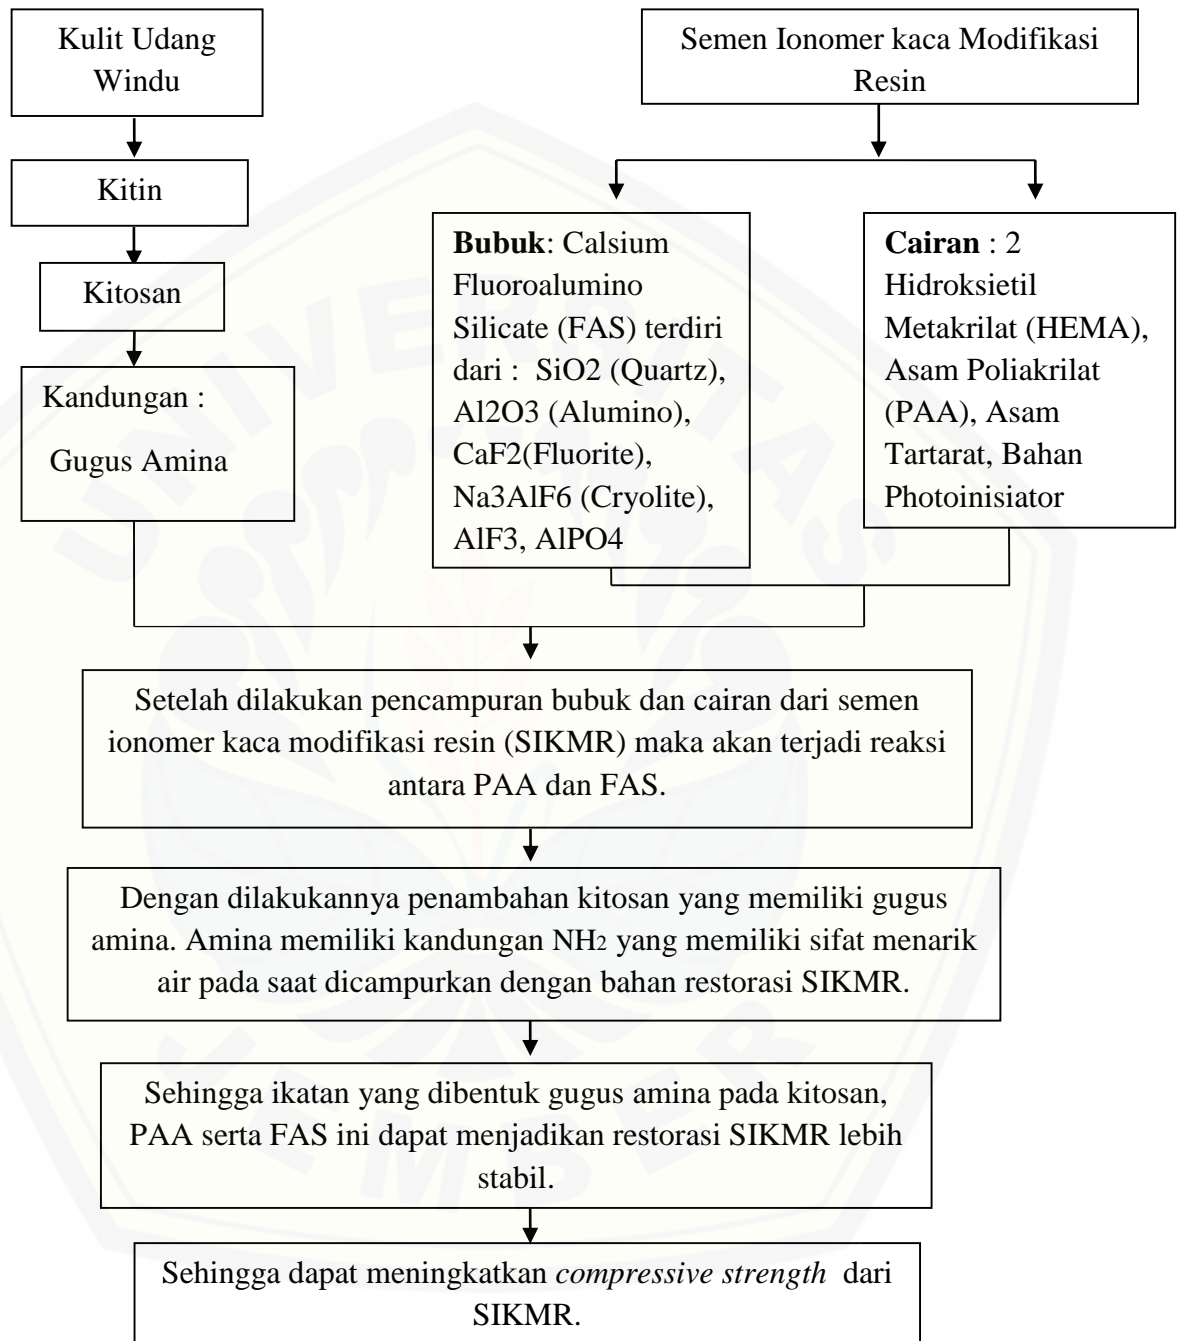 Kulit Udang
Windu
Semen Ionomer kaca Modifikasi
Resin
Kitin
Kitosan
Kandungan :
Gugus Amina
Bubuk: Calsium
Fluoroalumino
Silicate (FAS) terdiri
dari : SiO2 (Quartz),
Al2O3 (Alumino),
CaF2(Fluorite),
Na3AlF6 (Cryolite),
AlF3, AlPO4
Cairan : 2
Hidroksietil
Metakrilat (HEMA),
Asam Poliakrilat
(PAA), Asam
Tartarat, Bahan
Photoinisiator
Setelah dilakukan pencampuran bubuk dan cairan dari semen
ionomer kaca modifikasi resin (SIKMR) maka akan terjadi reaksi
antara PAA dan FAS.
Dengan dilakukannya penambahan kitosan yang memiliki gugus
amina. Amina memiliki kandungan NH2 yang memiliki sifat menarik
air pada saat dicampurkan dengan bahan restorasi SIKMR.
Sehingga ikatan yang dibentuk gugus amina pada kitosan,
PAA serta FAS ini dapat menjadikan restorasi SIKMR lebih
stabil.
Sehingga dapat meningkatkan compressive strength dari
SIKMR.
UNIVERSITAS
JEMBER